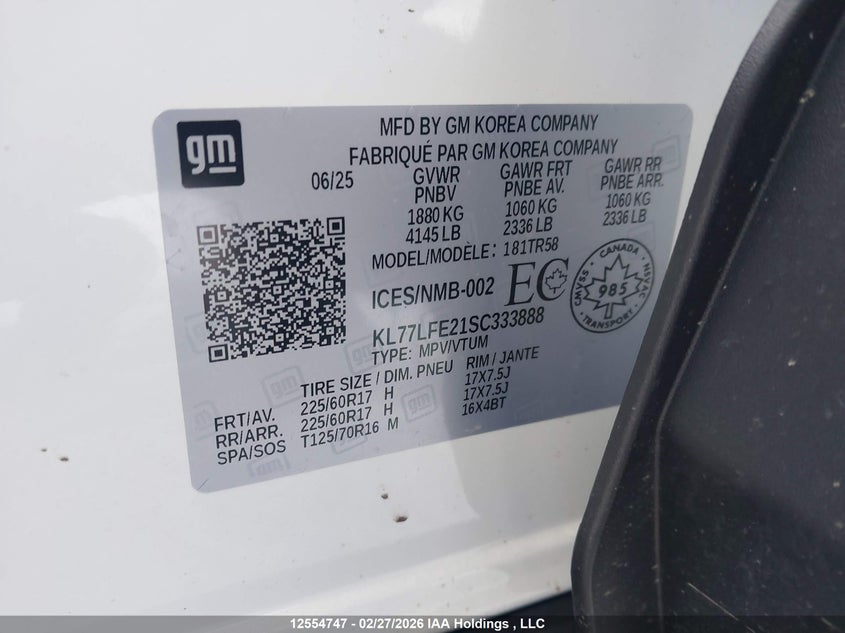 gm
MFD BY GM KOREA COMPANY
FABRIQUÉ PAR GM KOREA COMPANY
06/25 GVWR GAWR FRT GAWR RR
PNBV PNBE AV. PNBE ARR.
1880 KG 1060 KG 1060 KG
4145 LB 2336 LB 2336 LB
MODEL/MODÈLE: 181TR58
ICES/NMB-002 EC
CANADA
CMVSS 985 NSVAC
TRANSPORT
KL77LFE21SC333888
TYPE: MPV/VTUM
TIRE SIZE / DIM. PNEU RIM / JANTE
FRT/AV. 225/60R17 H 17X7.5J
RR/ARR. 225/60R17 H 17X7.5J
SPA/SOS T125/70R16 M 16X4BT
12554747 - 02/27/2026 IAA Holdings , LLC